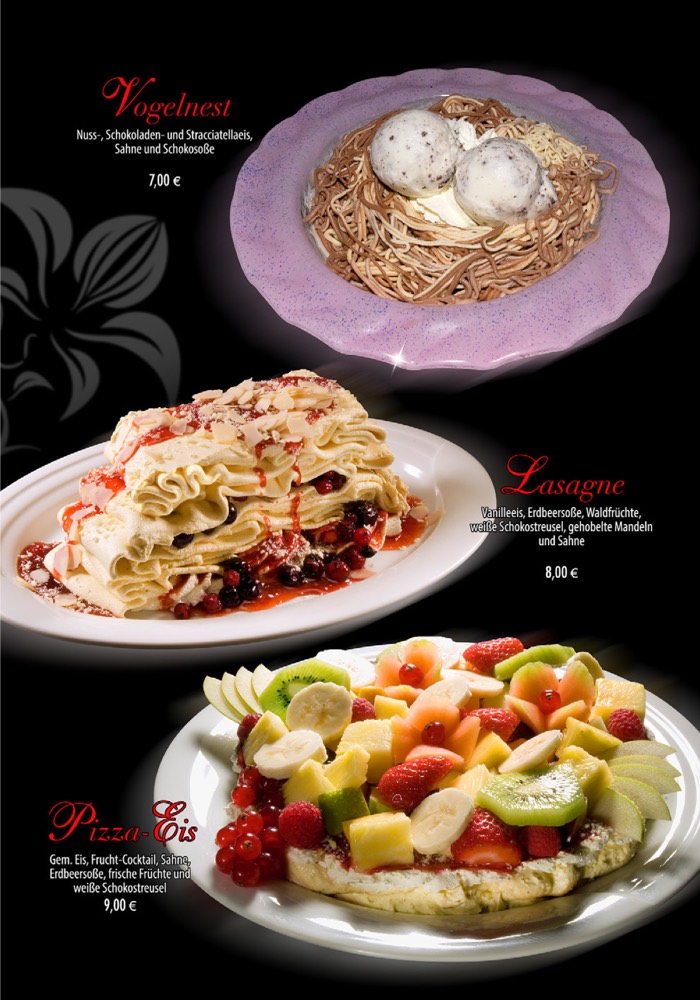 Vogelnest
Nuss-, Schokoladen- und Stracciatellaeis,
Sahne und Schokosoße
7,00 €
Lasagne
Vanilleeis, Erdbeersoße, Waldfrüchte,
weiße Schokostreusel, gehobelte Mandeln
und Sahne
8,00 €
Pizza-Eis
Gem. Eis, Frucht-Cocktail, Sahne,
Erdbeersoße, frische Früchte und
weiße Schokostreusel
9,00 €